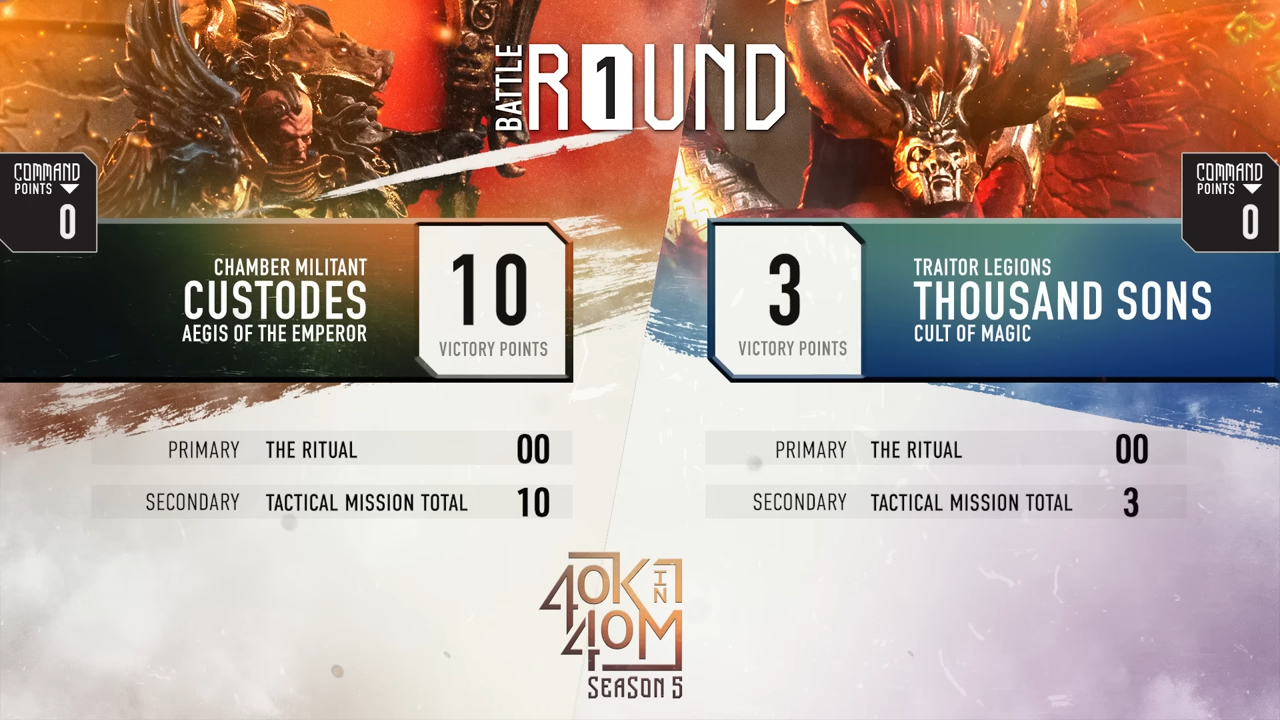 BATTLE
ROUND
1
COMMAND
POINTS
0
COMMAND
POINTS
0
CHAMBER MILITANT
CUSTODES
AEGIS OF THE EMPEROR
10
VICTORY POINTS
3
VICTORY POINTS
TRAITOR LEGIONS
THOUSAND SONS
CULT OF MAGIC
PRIMARY THE RITUAL 00
SECONDARY TACTICAL MISSION TOTAL 10
PRIMARY THE RITUAL 00
SECONDARY TACTICAL MISSION TOTAL 3
40K IN
40M
SEASON 5